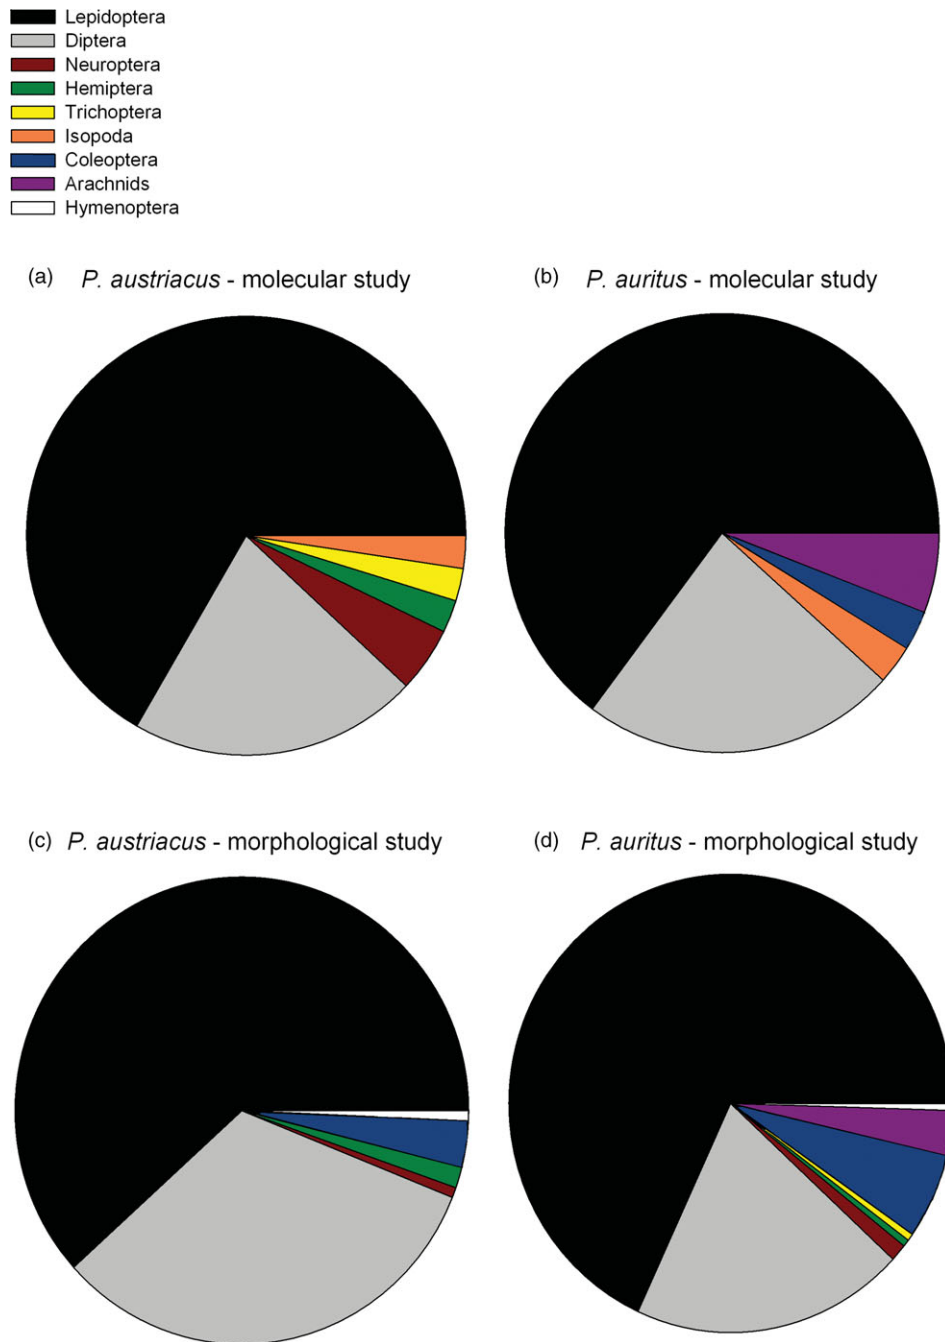 Lepidoptera
Diptera
Neuroptera
Hemiptera
Trichoptera
Isopoda
Coleoptera
Arachnids
Hymenoptera
(a) P. austriacus - molecular study
(b) P. auritus - molecular study
(c) P. austriacus - morphological study
(d) P. auritus - morphological study